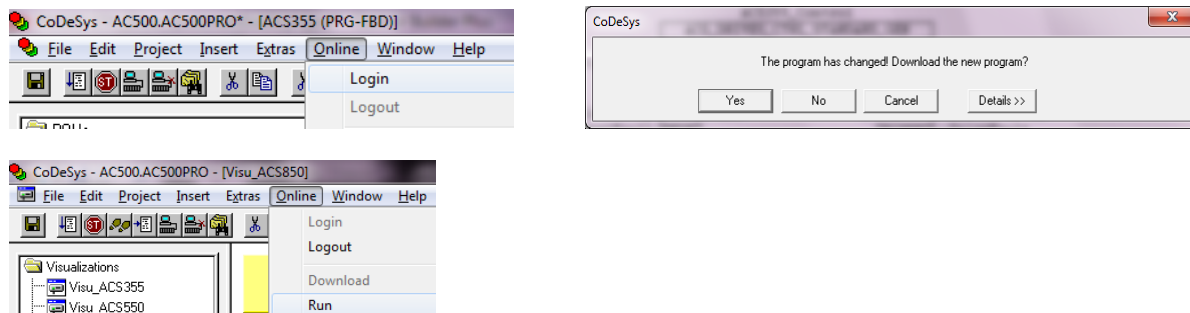 CoDeSys - AC500.AC500PRO* - [ACS355 (PRG-FBD)]
File Edit Project Insert Extras Online Window Help
Login
Logout
CoDeSys
The program has changed! Download the new program?
Yes No Cancel Details >>
CoDeSys - AC500.AC500PRO - [Visu_ACS850]
File Edit Project Insert Extras Online Window Help
Login
Logout
Download
Run
Visualizations
Visu_ACS355
Visu_ACS550